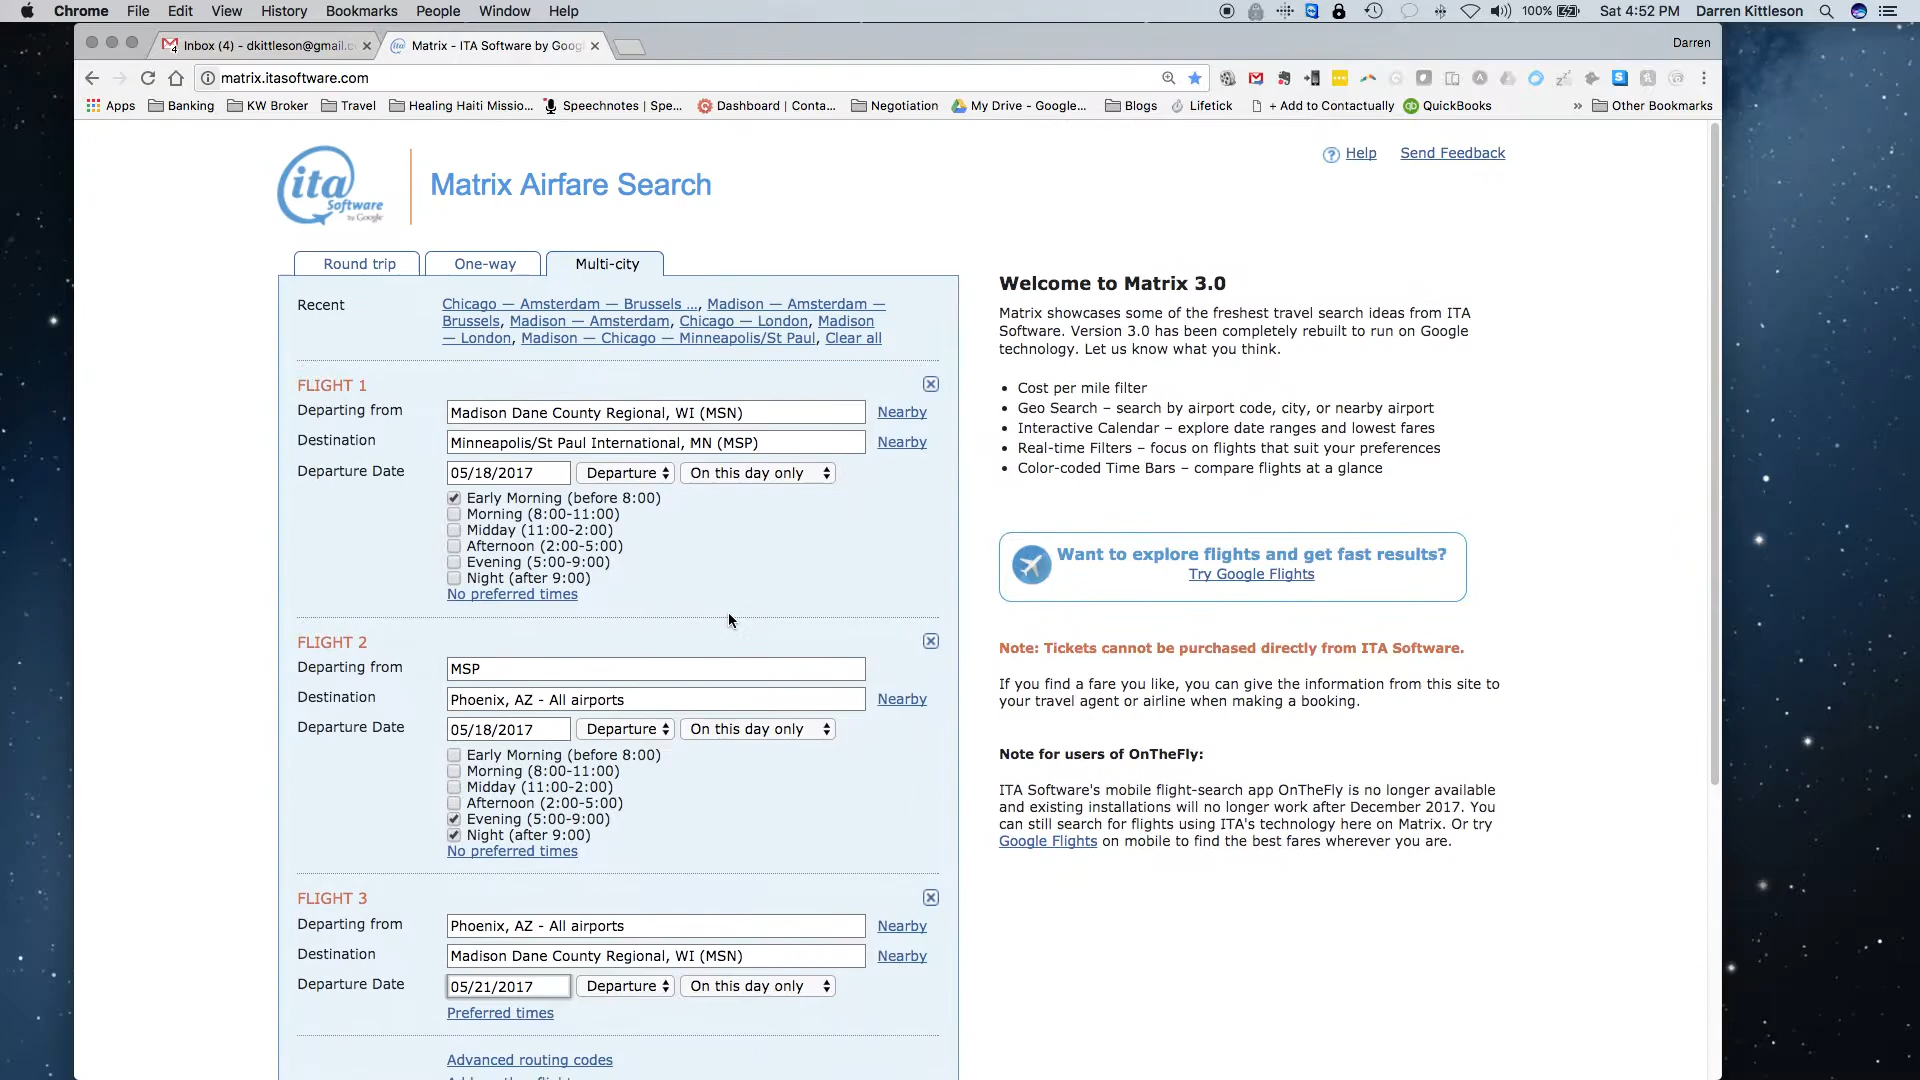 Chrome File Edit View History Bookmarks People Window Help 100% Sat 4:52 PM Darren Kittleson
Inbox (4) - dkittleson@gmail.c Matrix - ITA Software by Goog Darren
matrix.itasoftware.com
Apps Banking KW Broker Travel Healing Haiti Missio... Speechnotes | Spe... Dashboard | Conta... Negotiation My Drive - Google... Blogs Lifetick + Add to Contactually QuickBooks » Other Bookmarks
ita Software by Google
Matrix Airfare Search
Help Send Feedback
Round trip One-way Multi-city
Recent
Chicago — Amsterdam — Brussels ..., Madison — Amsterdam —
Brussels, Madison — Amsterdam, Chicago — London, Madison
— London, Madison — Chicago — Minneapolis/St Paul, Clear all
FLIGHT 1
Departing from Madison Dane County Regional, WI (MSN) Nearby
Destination Minneapolis/St Paul International, MN (MSP) Nearby
Departure Date 05/18/2017 Departure On this day only
Early Morning (before 8:00)
Morning (8:00-11:00)
Midday (11:00-2:00)
Afternoon (2:00-5:00)
Evening (5:00-9:00)
Night (after 9:00)
No preferred times
FLIGHT 2
Departing from MSP
Destination Phoenix, AZ - All airports Nearby
Departure Date 05/18/2017 Departure On this day only
Early Morning (before 8:00)
Morning (8:00-11:00)
Midday (11:00-2:00)
Afternoon (2:00-5:00)
Evening (5:00-9:00)
Night (after 9:00)
No preferred times
FLIGHT 3
Departing from Phoenix, AZ - All airports Nearby
Destination Madison Dane County Regional, WI (MSN) Nearby
Departure Date 05/21/2017 Departure On this day only
Preferred times
Advanced routing codes
Welcome to Matrix 3.0
Matrix showcases some of the freshest travel search ideas from ITA
Software. Version 3.0 has been completely rebuilt to run on Google
technology. Let us know what you think.
Cost per mile filter
Geo Search – search by airport code, city, or nearby airport
Interactive Calendar – explore date ranges and lowest fares
Real-time Filters – focus on flights that suit your preferences
Color-coded Time Bars – compare flights at a glance
Want to explore flights and get fast results?
Try Google Flights
Note: Tickets cannot be purchased directly from ITA Software.
If you find a fare you like, you can give the information from this site to
your travel agent or airline when making a booking.
Note for users of OnTheFly:
ITA Software's mobile flight-search app OnTheFly is no longer available
and existing installations will no longer work after December 2017. You
can still search for flights using ITA's technology here on Matrix. Or try
Google Flights on mobile to find the best fares wherever you are.